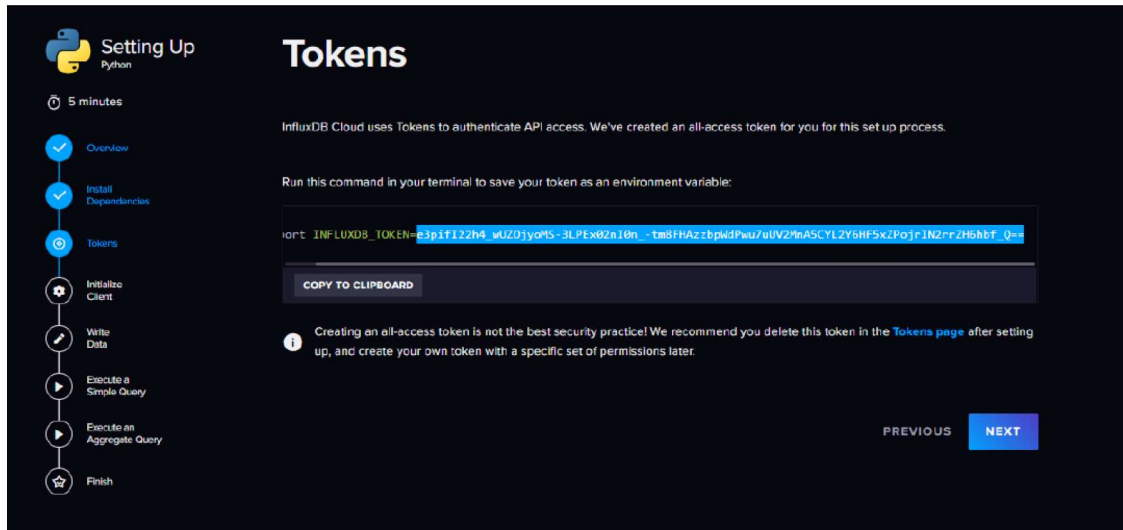 Setting Up
Python
5 minutes
Overview
Install
Dependencies
Tokens
Initialize
Client
Write
Data
Execute a
Simple Query
Execute an
Aggregate Query
Finish
Tokens
InfluxDB Cloud uses Tokens to authenticate API access. We've created an all-access token for you for this set up process.
Run this command in your terminal to save your token as an environment variable:
ort INFLUXDB_TOKEN=e3pifI22h4_wUZOjyoMS-3LPEx02nI0n_-tm8FHAzzbpWdPwu7uUV2MnA5CYL2Y6HF5xZPojrIN2rrZH6hbf_Q==
COPY TO CLIPBOARD
Creating an all-access token is not the best security practice! We recommend you delete this token in the Tokens page after setting
up, and create your own token with a specific set of permissions later.
PREVIOUS
NEXT